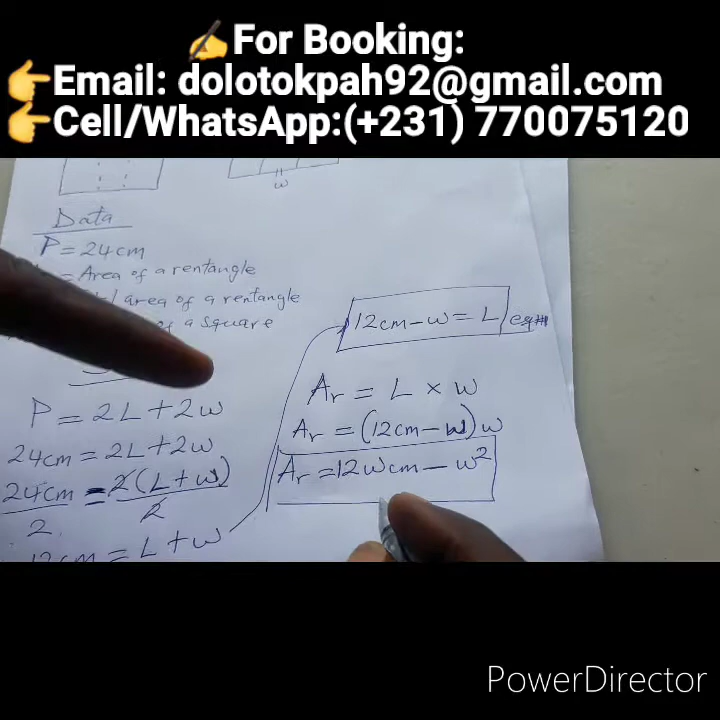 ✍️For Booking:
👉Email: dolotokpah92@gmail.com
👉Cell/WhatsApp:(+231) 770075120
w
Data
P = 24cm
= Area of a rentangle
area of a rentangle
a square
P = 2L + 2w
24cm = 2L + 2w
24cm = 2(L + w)
2 2
12cm = L + w
12cm - w = L eq#1
Ar = L × w
Ar = (12cm - w) w
Ar = 12wcm - w²
PowerDirector